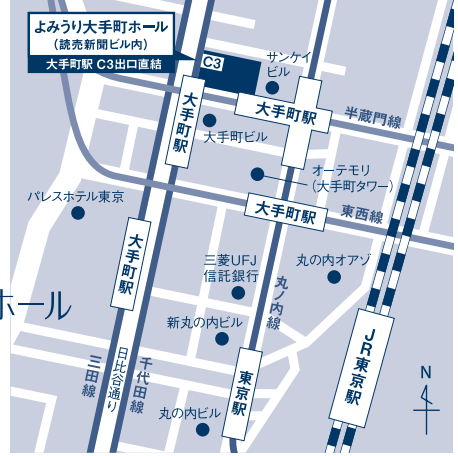 よみうり大手町ホール
（読売新聞ビル内）
大手町駅 C3出口直結
C3
サンケイ
ビル
大手町駅
大手町駅
半蔵門線
大手町ビル
オーテモリ
（大手町タワー）
パレスホテル東京
大手町駅
東西線
大手町駅
三菱UFJ
信託銀行
丸の内オアゾ
丸ノ内線
ホール
新丸の内ビル
JR東京駅
三田線
日比谷通り
千代田線
東京駅
N
丸の内ビル